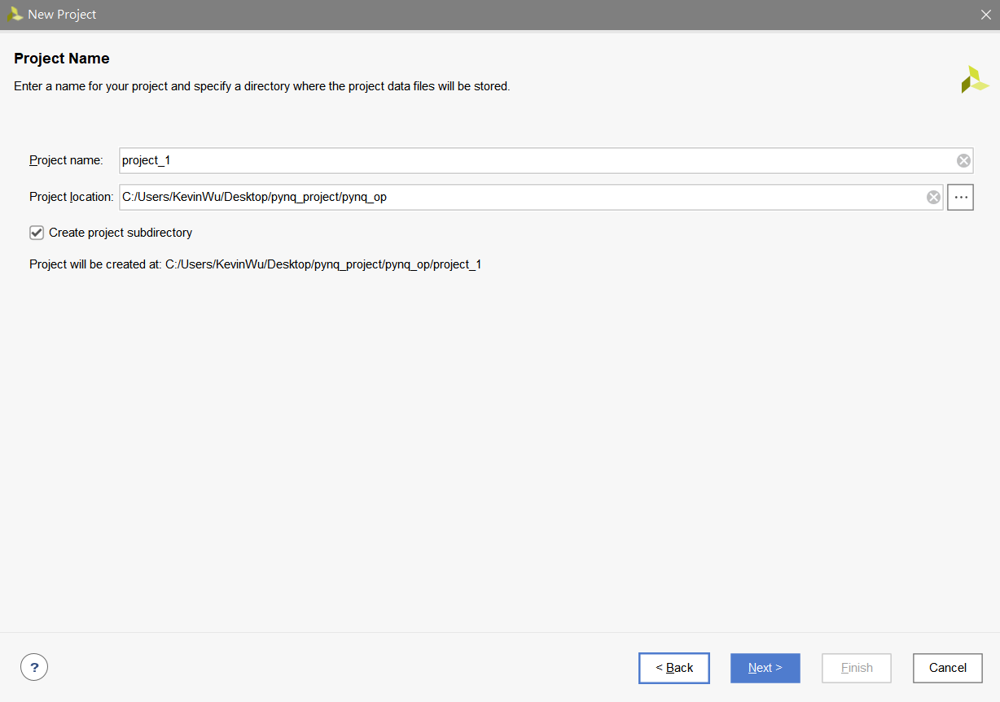 New Project
Project Name
Enter a name for your project and specify a directory where the project data files will be stored.
Project name: project_1
Project location: C:/Users/KevinWu/Desktop/pynq_project/pynq_op ...
Create project subdirectory
Project will be created at: C:/Users/KevinWu/Desktop/pynq_project/pynq_op/project_1
? < Back Next > Finish Cancel